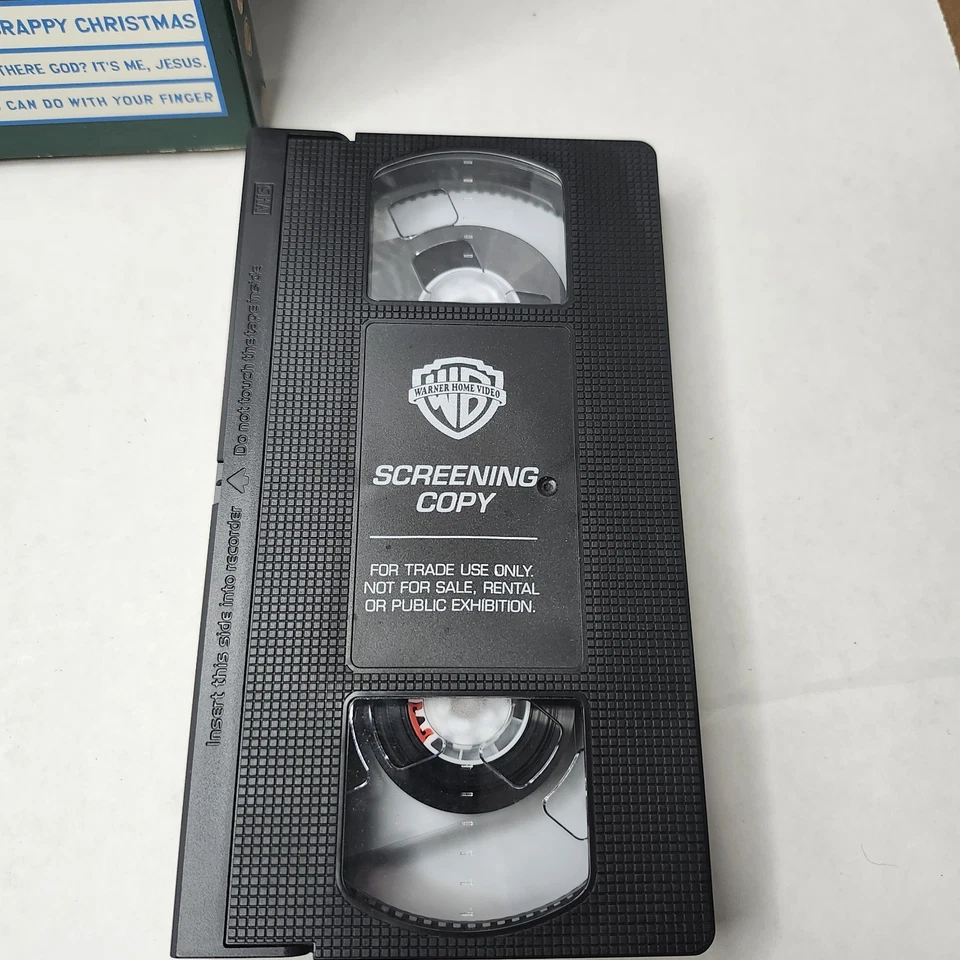 RAPPY CHRISTMAS
THERE GOD? IT'S ME, JESUS.
CAN DO WITH YOUR FINGER
VHS
Insert this side into recorder Do not touch the tape inside
WB
WARNER HOME VIDEO
SCREENING
COPY
FOR TRADE USE ONLY.
NOT FOR SALE, RENTAL
OR PUBLIC EXHIBITION.